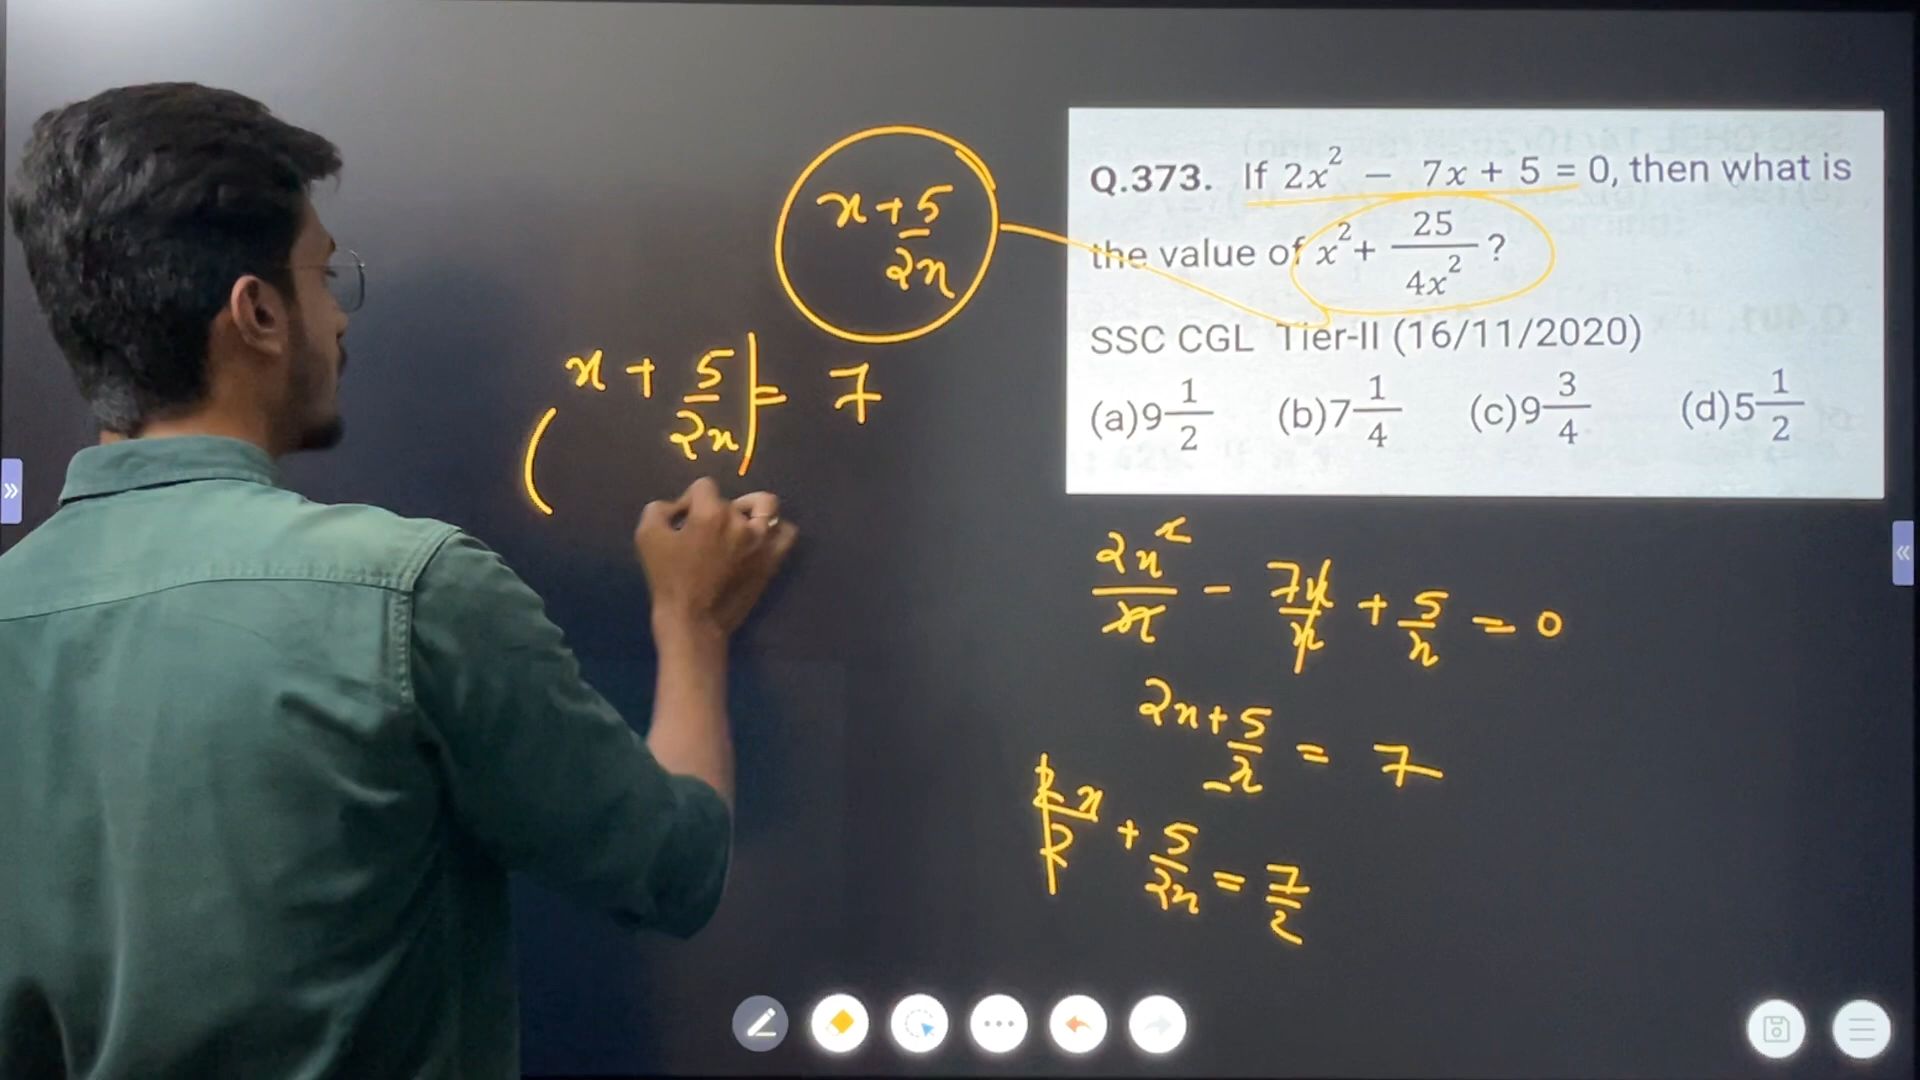 Q.373. If 2x² − 7x + 5 = 0, then what is
the value of x² + 25/4x² ?
SSC CGL Tier-II (16/11/2020)
(a)9 1/2 (b)7 1/4 (c)9 3/4 (d)5 1/2
x + 5/2x
(x + 5/2x) = 7
2x²/x − 7x/x + 5/x = 0
2x + 5/x = 7
2x/2 + 5/2x = 7/2